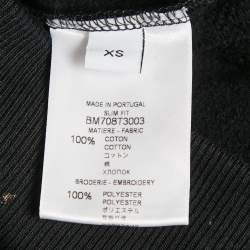 XS
MADE IN PORTUGAL
SLIM FIT
BM708T3003
MATIERE - FABRIC
100% COTON
COTTON
コットン
棉
ХЛОПОК
BRODERIE - EMBROIDERY
100% POLYESTER
POLYESTER
ポリエステル